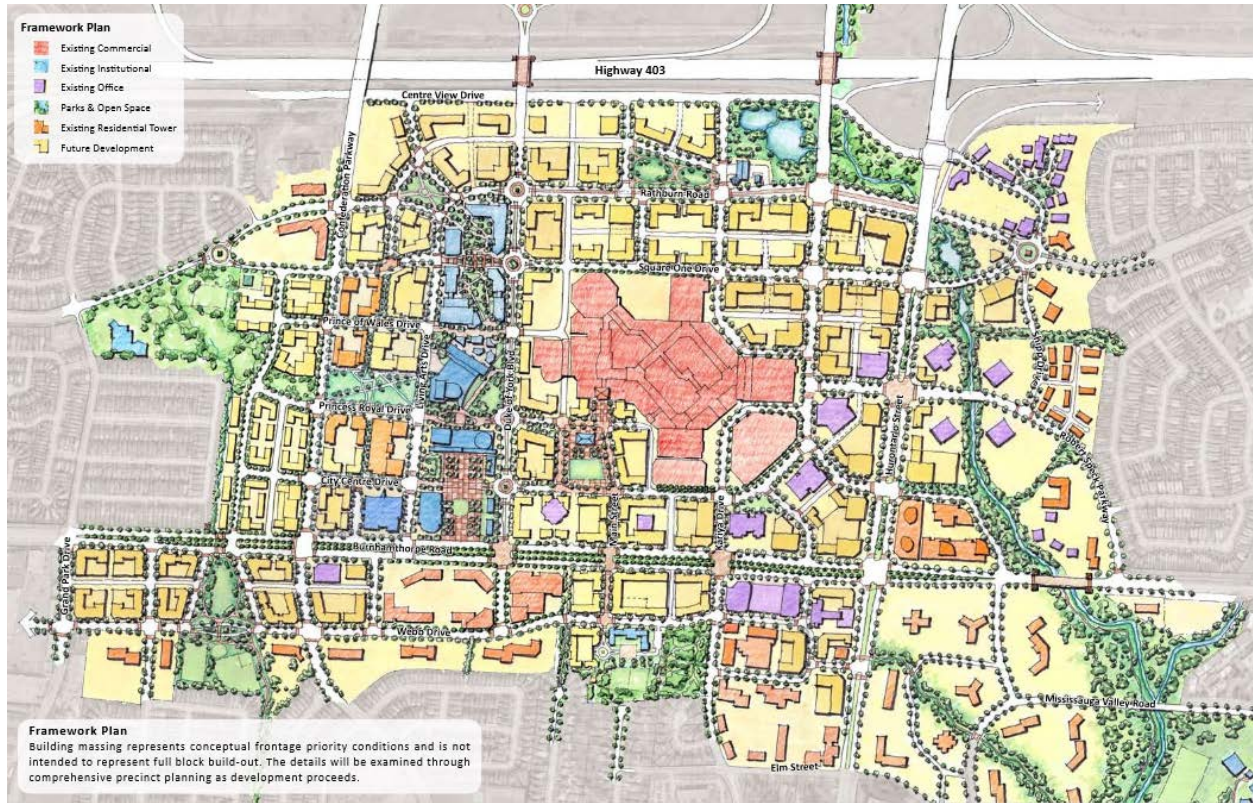 Framework Plan
Existing Commercial
Existing Institutional
Existing Office
Parks & Open Space
Existing Residential Tower
Future Development
Highway 403
Centre View Drive
Confederation Parkway
Rathburn Road
Square One Drive
Prince of Wales Drive
Living Arts Drive
Duke of York Blvd
Princess Royal Drive
Hurontario Street
Robert Speck Parkway
City Centre Drive
Main Street
Drive
Burnhamthorpe Road
Grand Park Drive
Webb Drive
Mississauga Valley Road
Elm Street
Framework Plan
Building massing represents conceptual frontage priority conditions and is not
intended to represent full block build-out. The details will be examined through
comprehensive precinct planning as development proceeds.